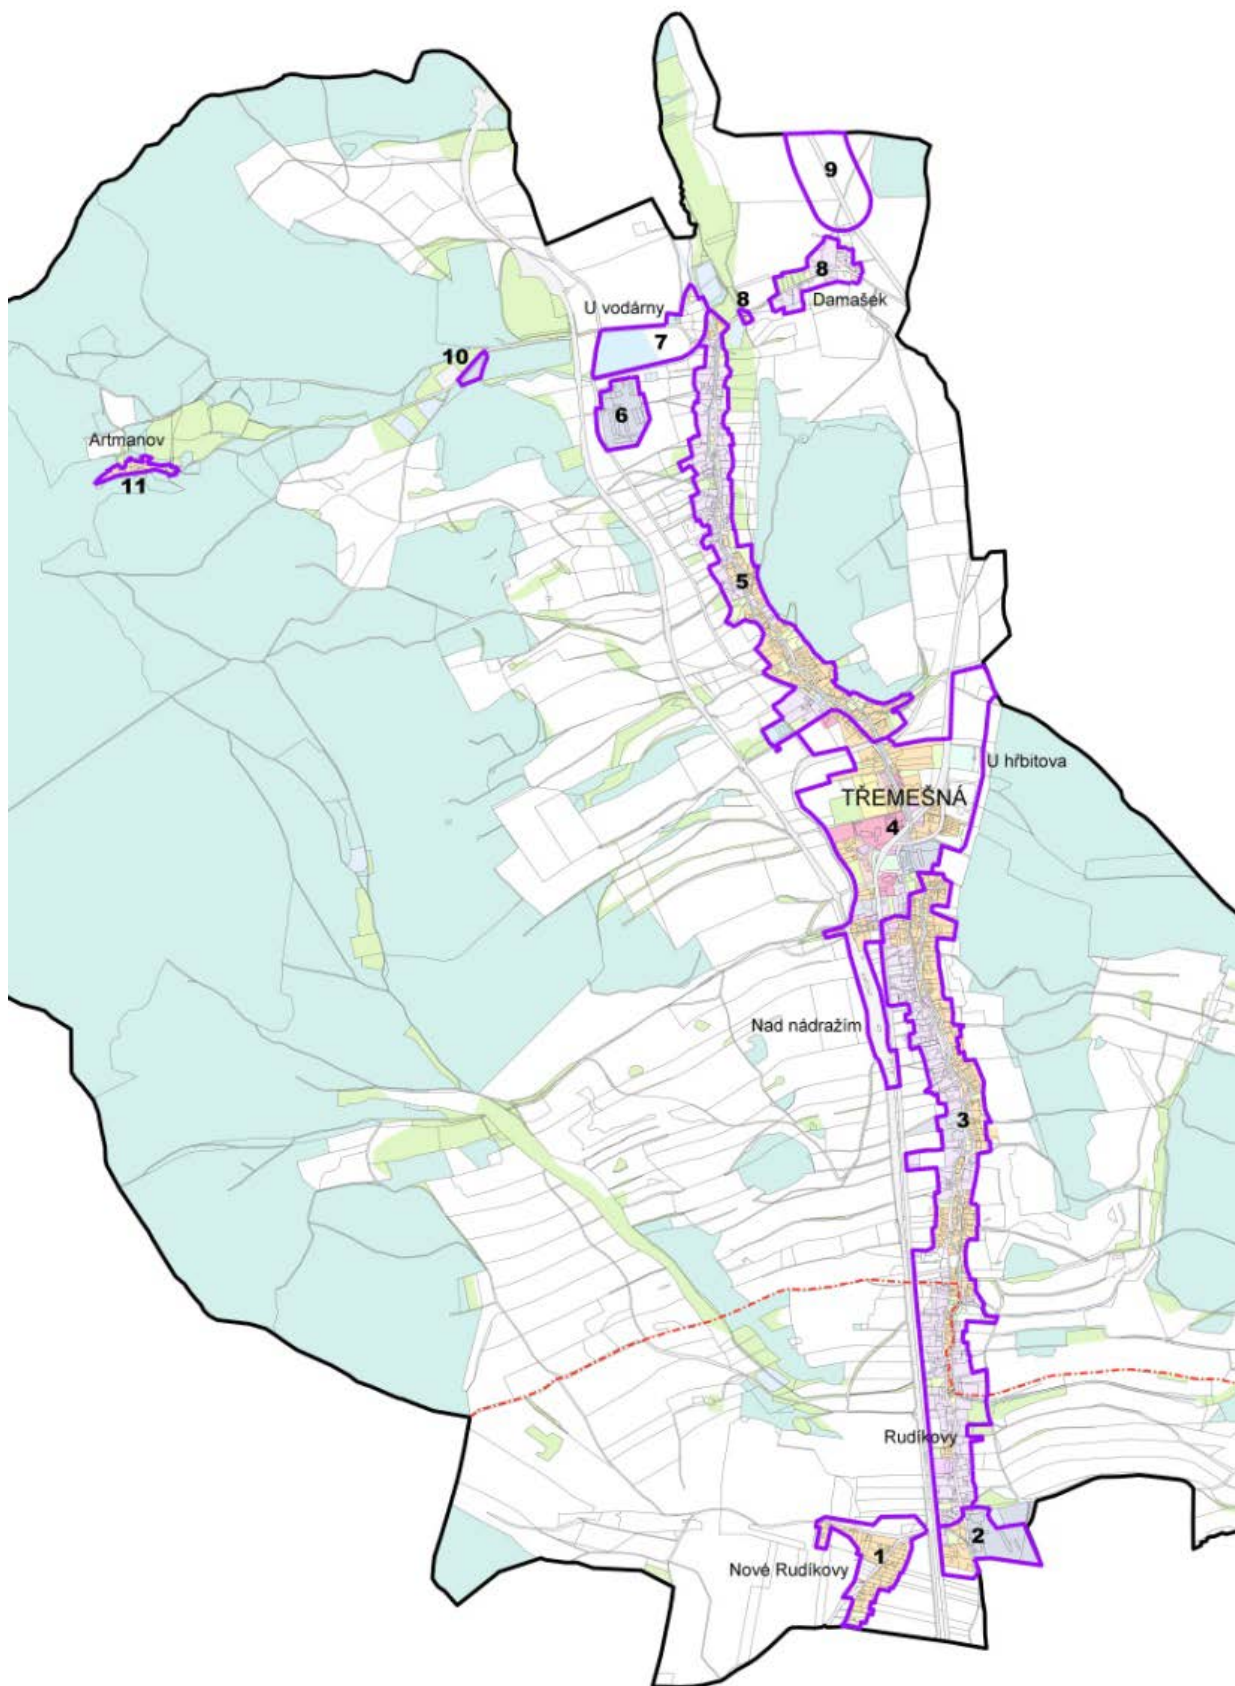 9
8
Damašek
U vodárny
8
7
10
6
Artmanov
11
5
U hřbitova
TŘEMEŠNÁ
4
Nad nádražím
3
Rudíkovy
2
1
Nové Rudíkovy